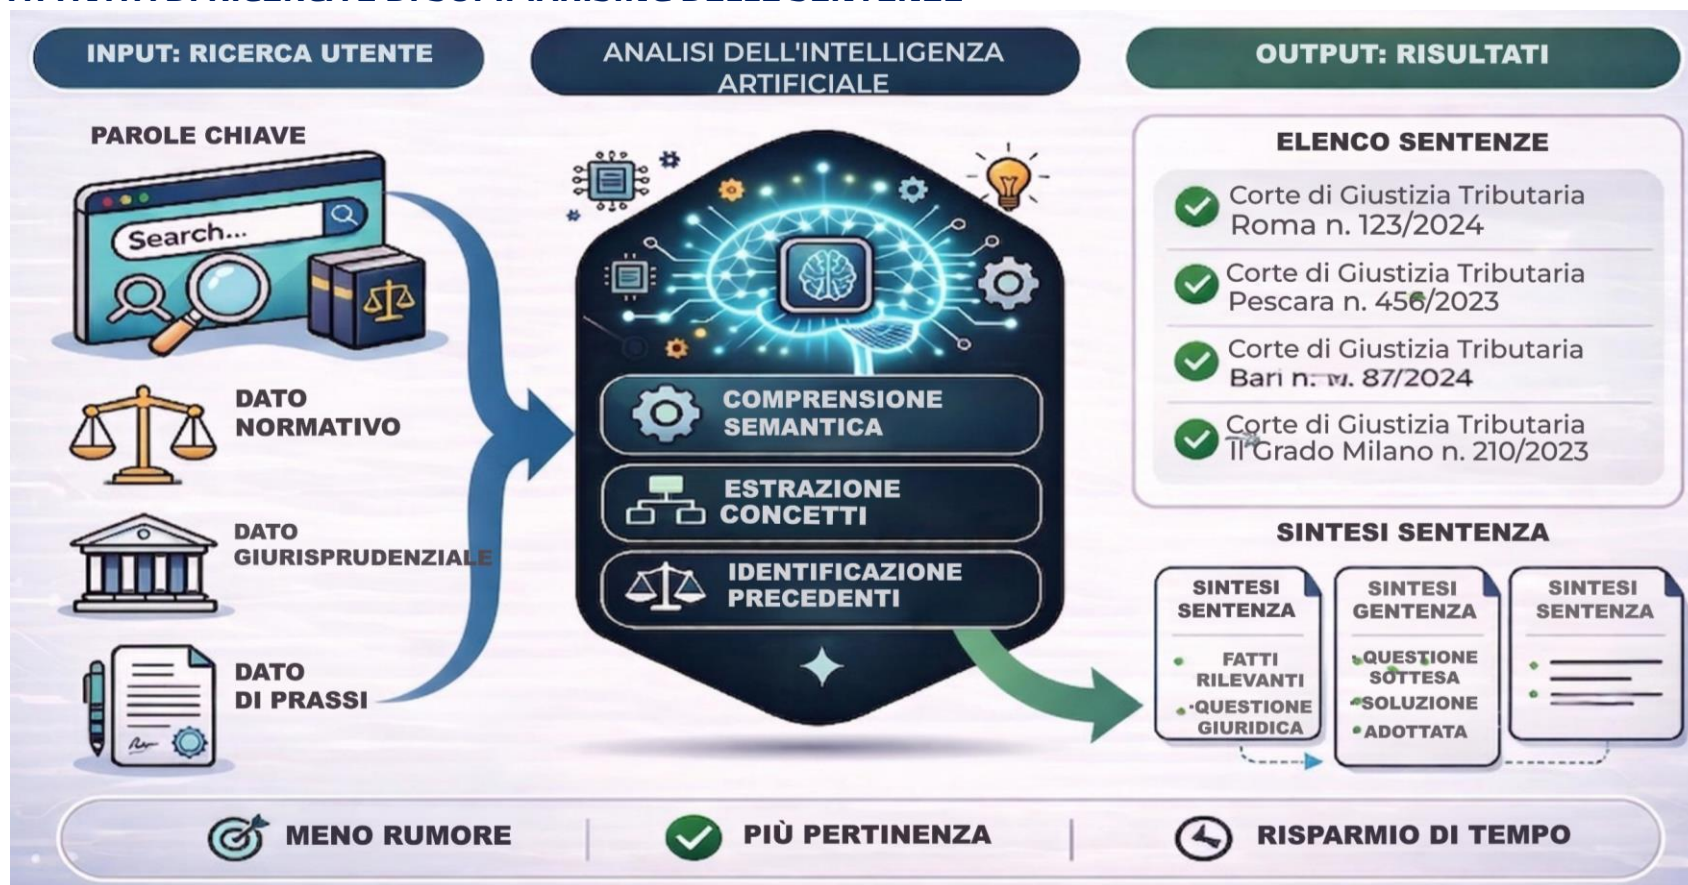 INPUT: RICERCA UTENTE
PAROLE CHIAVE
Search...
DATO
NORMATIVO
DATO
GIURISPRUDENZIALE
DATO
DI PRASSI
ANALISI DELL'INTELLIGENZA
ARTIFICIALE
COMPRENSIONE
SEMANTICA
ESTRAZIONE
CONCETTI
IDENTIFICAZIONE
PRECEDENTI
OUTPUT: RISULTATI
ELENCO SENTENZE
Corte di Giustizia Tributaria
Roma n. 123/2024
Corte di Giustizia Tributaria
Pescara n. 456/2023
Corte di Giustizia Tributaria
Bari n. 87/2024
Corte di Giustizia Tributaria
II Grado Milano n. 210/2023
SINTESI SENTENZA
SINTESI
SENTENZA
FATTI
RILEVANTI
QUESTIONE
GIURIDICA
SINTESI
GENTENZA
QUESTIONE
SOTTESA
SOLUZIONE
ADOTTATA
SINTESI
SENTENZA
MENO RUMORE
PIÙ PERTINENZA
RISPARMIO DI TEMPO